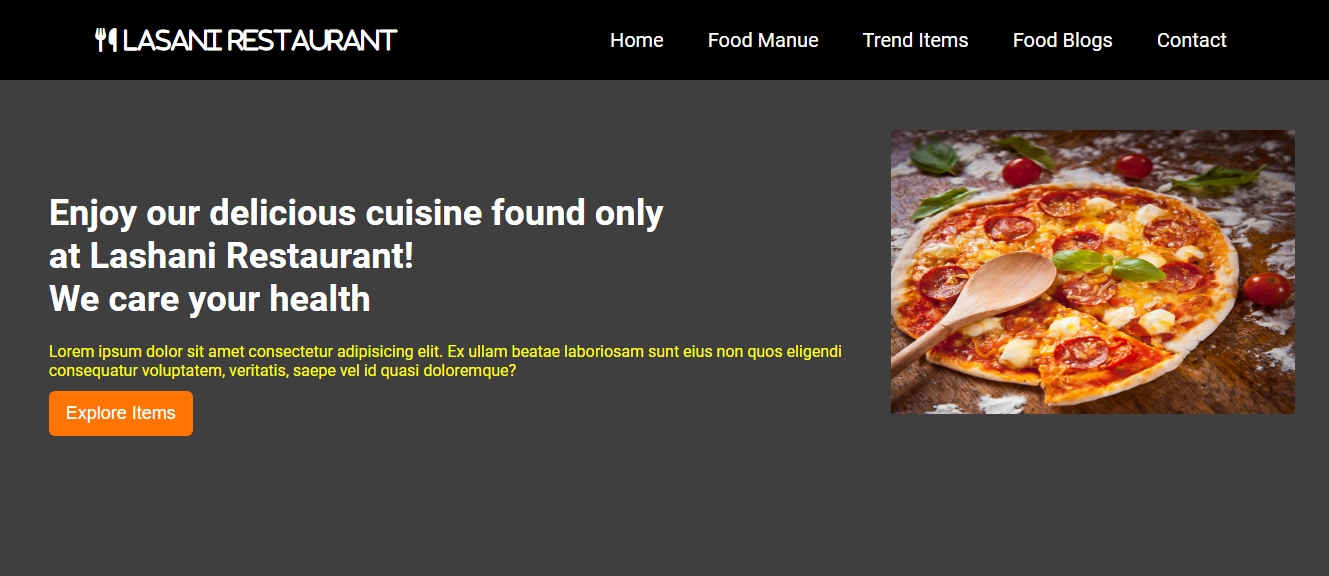 LASANI RESTAURANT
Home Food Manue Trend Items Food Blogs Contact
Enjoy our delicious cuisine found only
at Lashani Restaurant!
We care your health
Lorem ipsum dolor sit amet consectetur adipisicing elit. Ex ullam beatae laboriosam sunt eius non quos eligendi
consequatur voluptatem, veritatis, saepe vel id quasi doloremque?
Explore Items